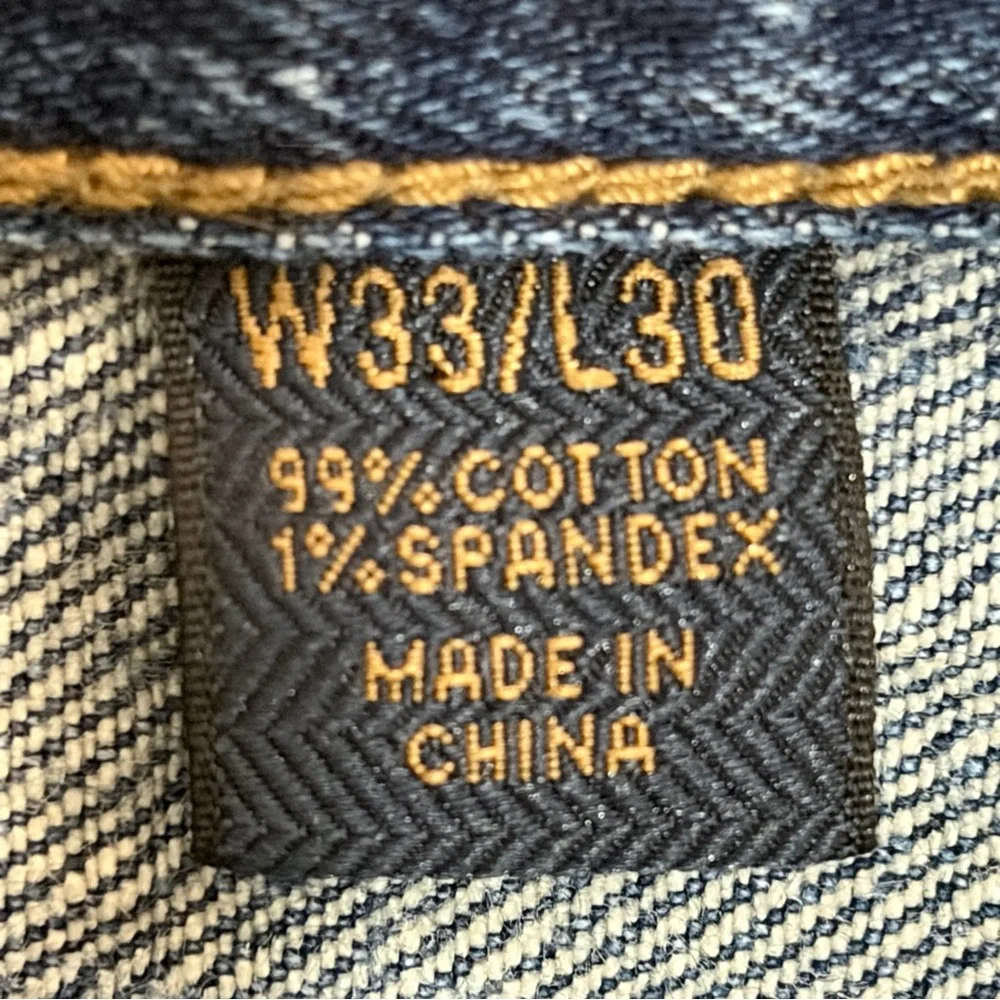 W33/L30
99% COTTON
1% SPANDEX
MADE IN
CHINA